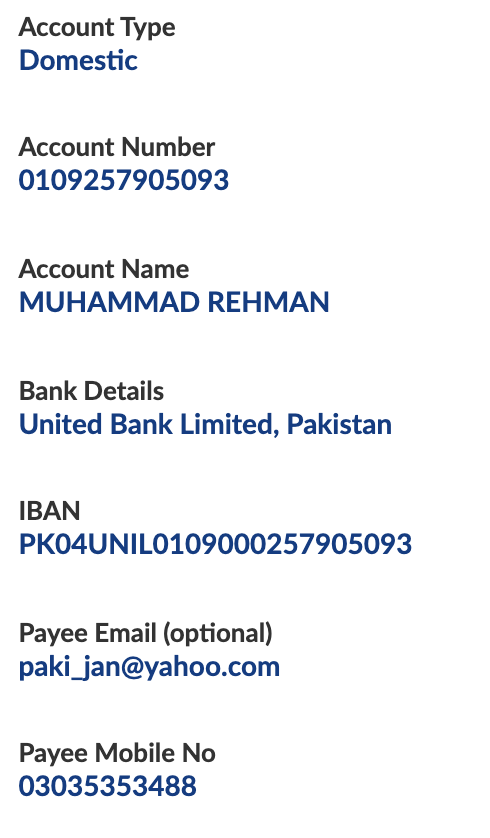 Account Type
Domestic
Account Number
0109257905093
Account Name
MUHAMMAD REHMAN
Bank Details
United Bank Limited, Pakistan
IBAN
PK04UNIL0109000257905093
Payee Email (optional)
paki_jan@yahoo.com
Payee Mobile No
03035353488